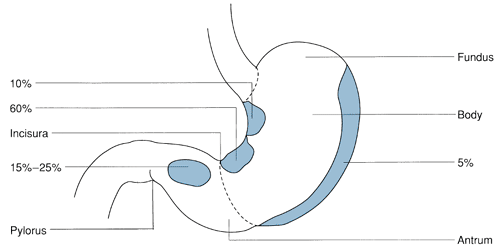 Fundus
10%
60%
Body
Incisura
15%–25%
5%
Pylorus
Antrum